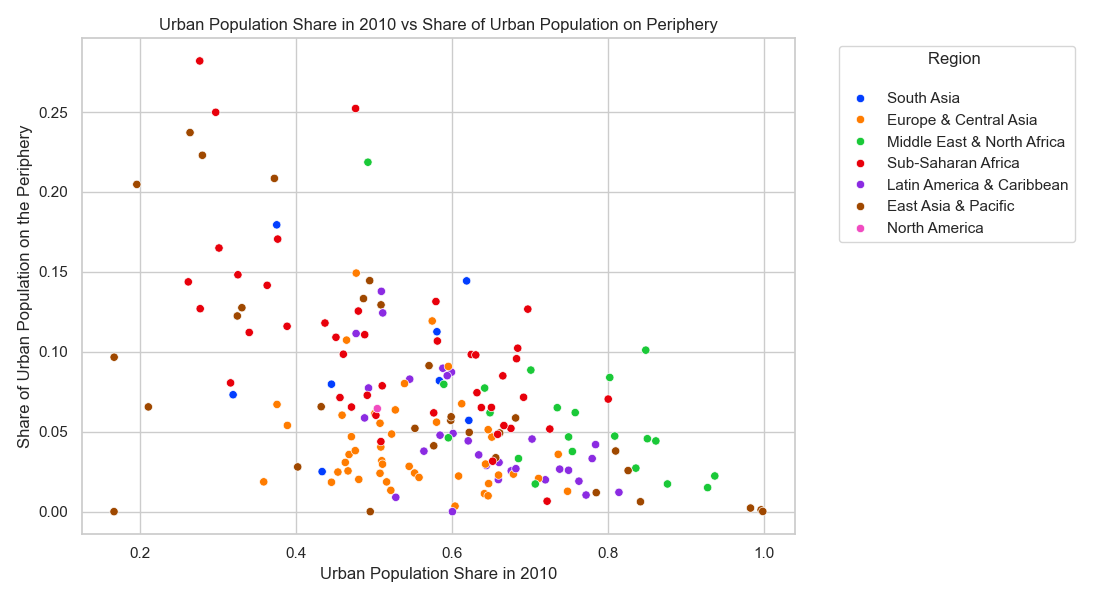 Urban Population Share in 2010 vs Share of Urban Population on Periphery
Share of Urban Population on the Periphery
0.25
0.20
0.15
0.10
0.05
0.00
0.2
0.4
0.6
0.8
1.0
Urban Population Share in 2010
Region
South Asia
Europe & Central Asia
Middle East & North Africa
Sub-Saharan Africa
Latin America & Caribbean
East Asia & Pacific
North America